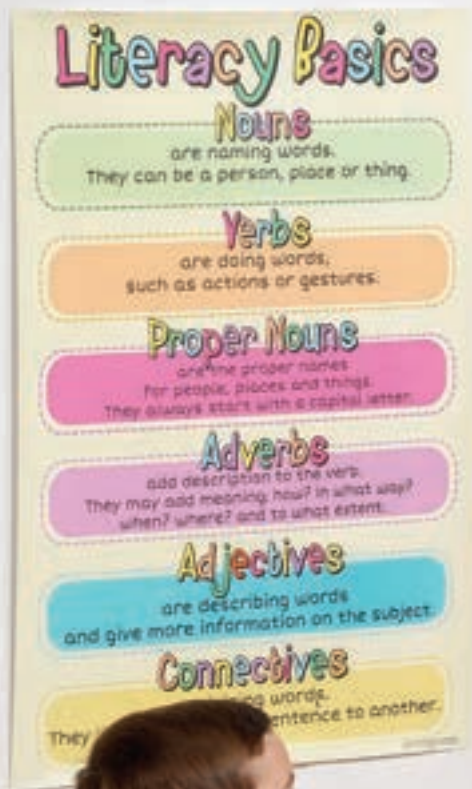 Literacy Basics
Nouns
are naming words.
They can be a person, place or thing.
Verbs
are doing words,
such as actions or gestures.
Proper Nouns
are the proper names
for people, places and things.
They always start with a capital letter.
Adverbs
add description to the verb.
They may add meaning: how? in what way?
when? where? and to what extent.
Adjectives
are describing words
and give more information on the subject.
Connectives
words,
They sentence to another.